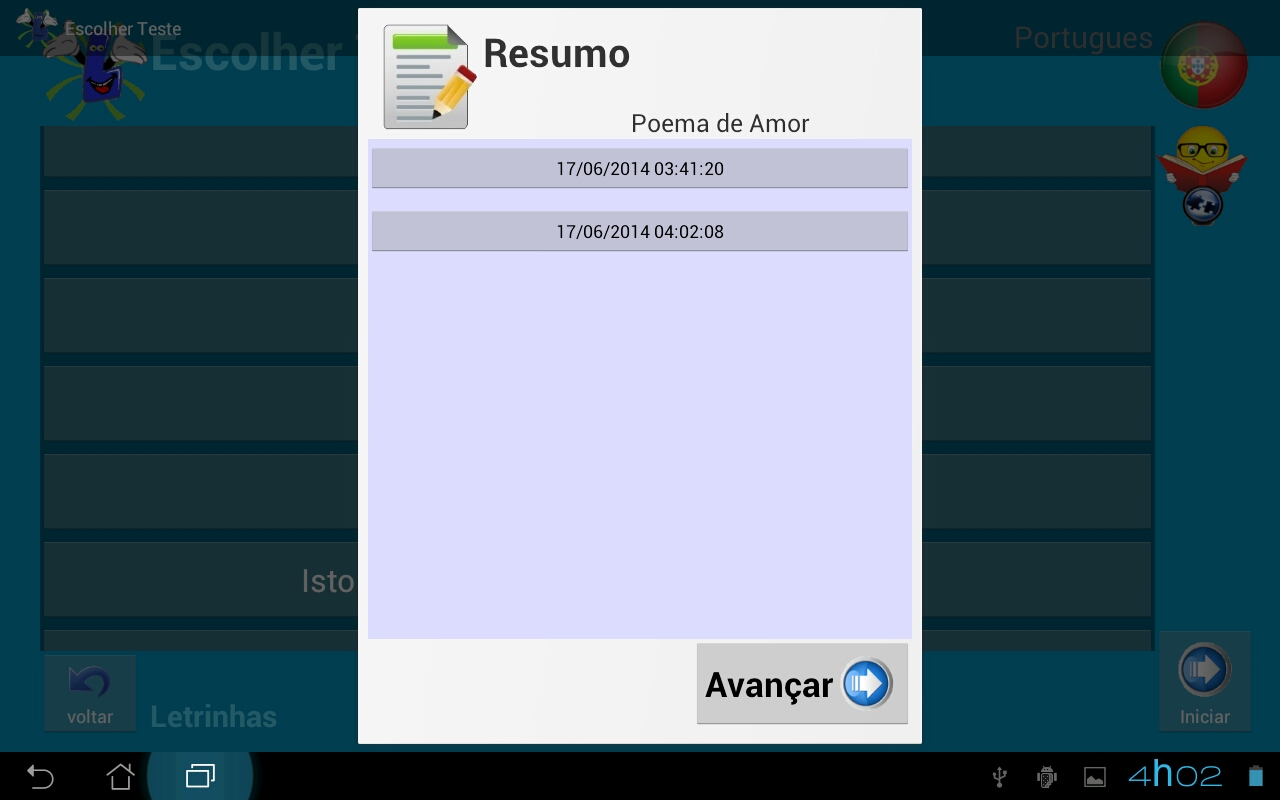 Escolher Teste
Escolher
Portugues
Resumo
Poema de Amor
17/06/2014 03:41:20
17/06/2014 04:02:08
Isto
Avançar
voltar
Letrinhas
Iniciar
4h02